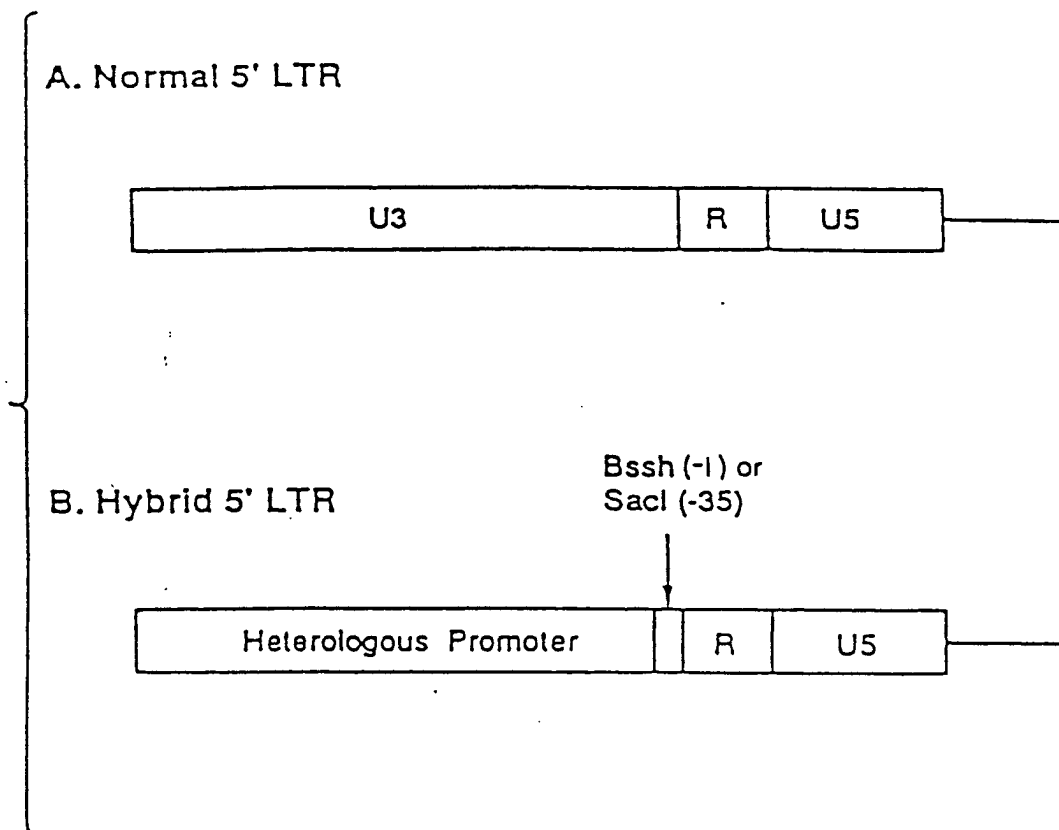 A. Normal 5' LTR
U3 R U5
Bssh (-1) or
SacI (-35)
B. Hybrid 5' LTR
Heterologous Promoter R U5